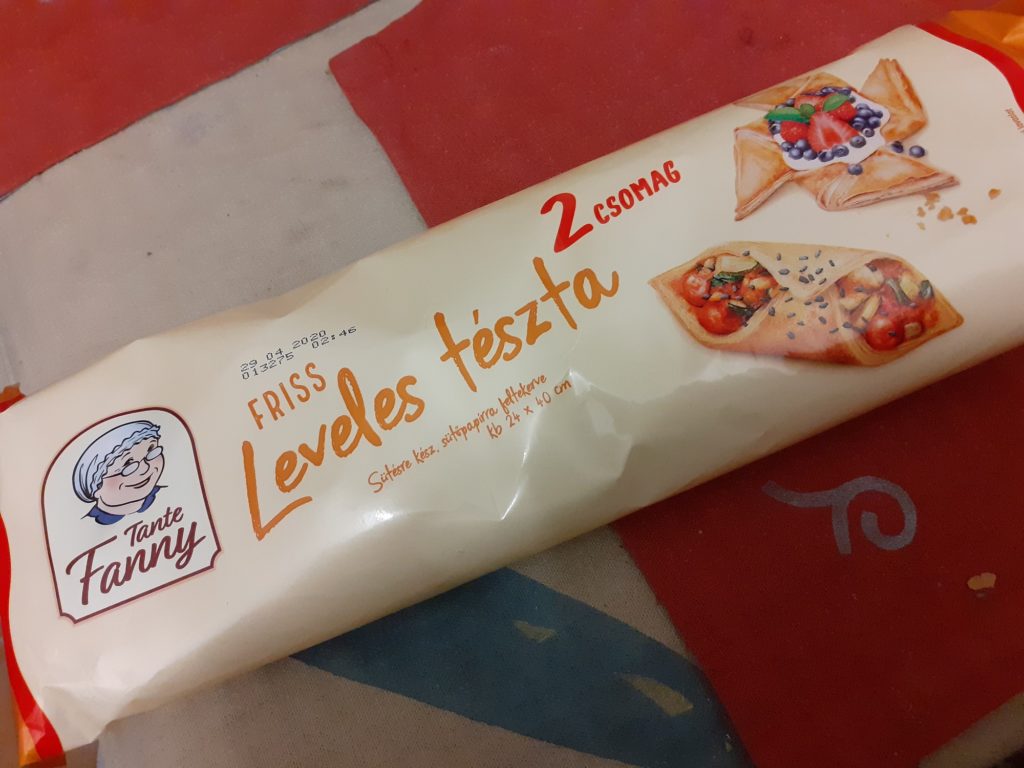 2 CSOMAG
29 04 2020
013275 02:46
FRISS
Leveles tészta
Sütésre kész, sütőpapírra feltekerve
kb 24 x 40 cm
Tante
Fanny